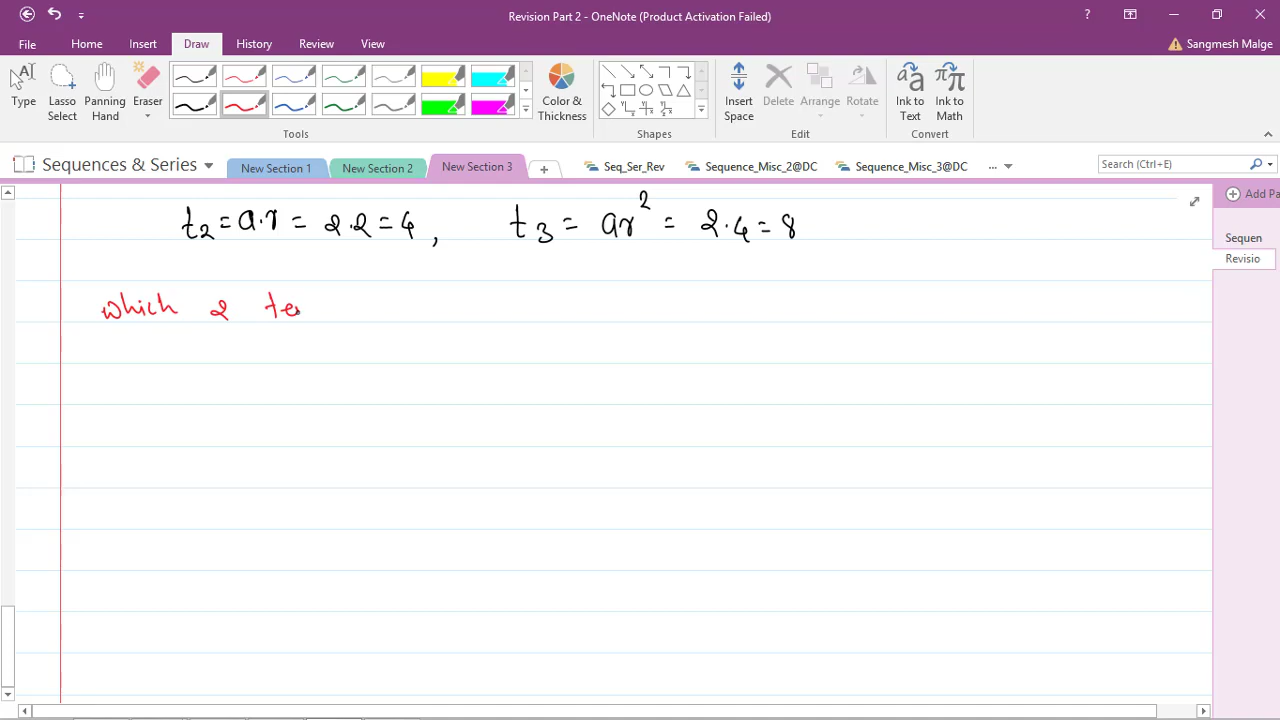 Revision Part 2 - OneNote (Product Activation Failed)
File Home Insert Draw History Review View Sangmesh Malge
Type
Lasso Select
Panning Hand
Eraser
Color & Thickness
Insert Space
Delete
Arrange
Rotate
Ink to Text
Ink to Math
Tools Shapes Edit Convert
Sequences & Series New Section 1 New Section 2 New Section 3 Seq_Ser_Rev Sequence_Misc_2@DC Sequence_Misc_3@DC ... Search (Ctrl+E)
Add Pa
Sequen
Revisio
t₂ = a.r = 2.2 = 4, t₃ = ar² = 2.4 = 8
which 2 te